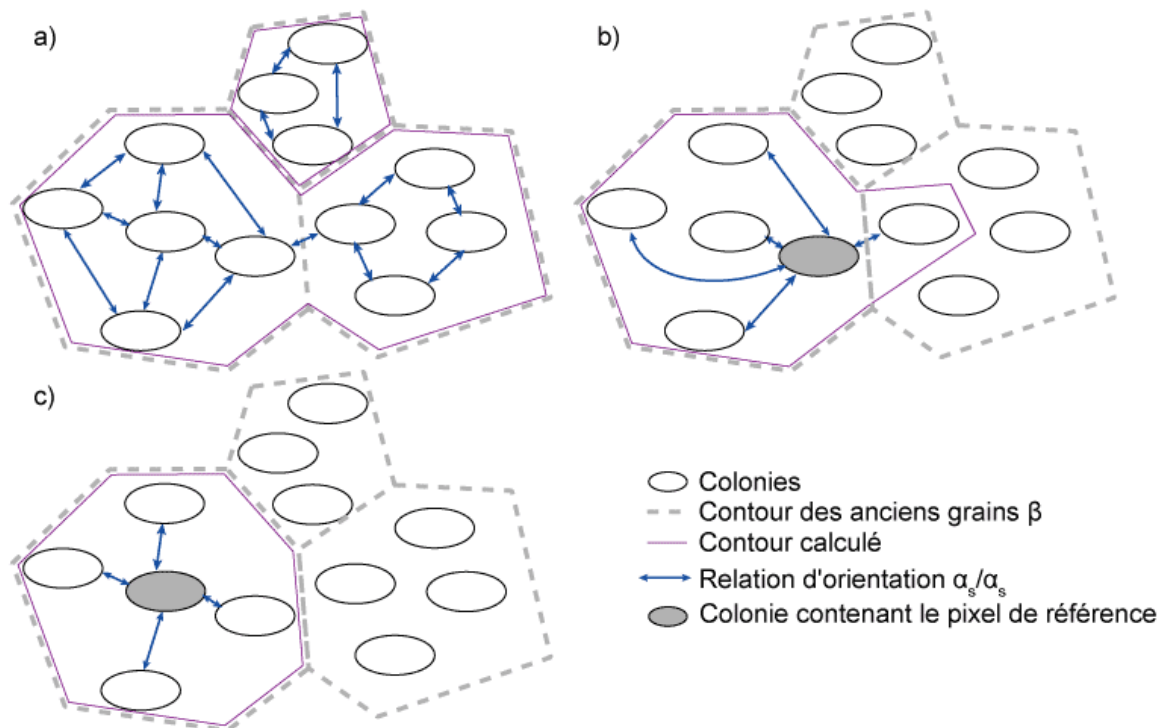 a)
b)
c)
Colonies
Contour des anciens grains β
Contour calculé
Relation d'orientation αₛ/αₛ
Colonie contenant le pixel de référence